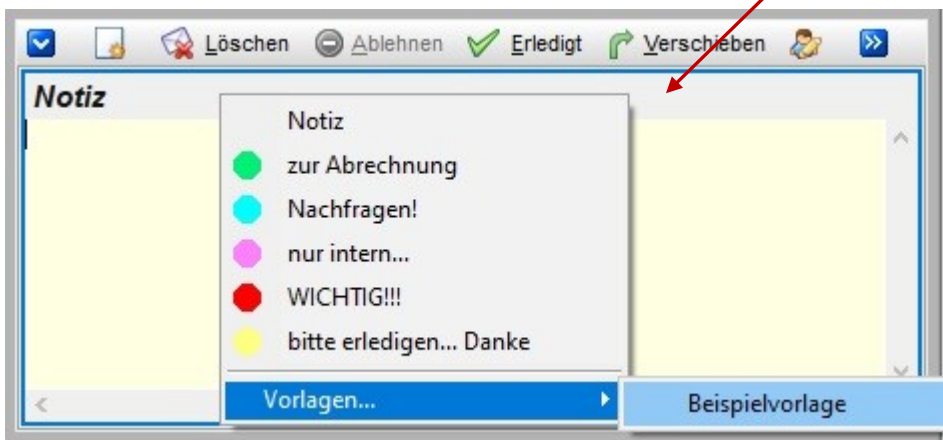 Löschen Ablehnen Erledigt Verschieben
Notiz
Notiz
zur Abrechnung
Nachfragen!
nur intern...
WICHTIG!!!
bitte erledigen... Danke
Vorlagen... Beispielvorlage